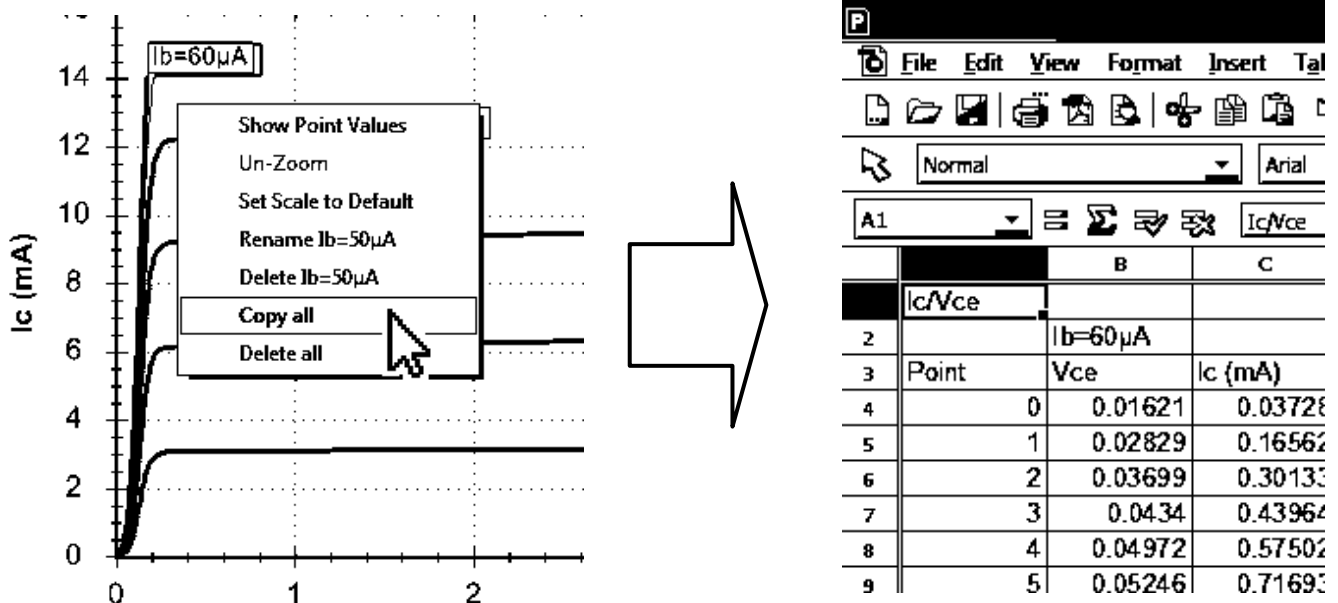 Ib=60µA
14
12
10
8
6
4
2
0
0 1 2
Ic (mA)
Show Point Values
Un-Zoom
Set Scale to Default
Rename Ib=50µA
Delete Ib=50µA
Copy all
Delete all
File Edit View Format Insert
Normal Arial
A1 Ic/Vce
B C
Ic/Vce
2 Ib=60µA
3 Point Vce Ic (mA)
4 0 0.01621 0.03728
5 1 0.02829 0.16562
6 2 0.03699 0.30133
7 3 0.0434 0.43964
8 4 0.04972 0.57502
9 5 0.05246 0.71693